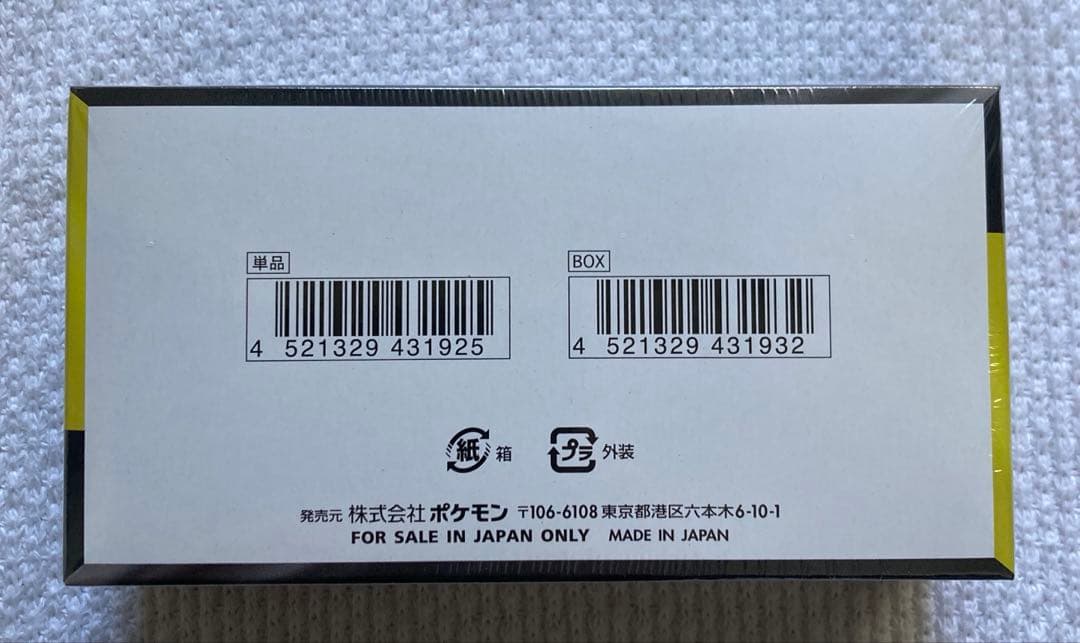 単品
4 521329 431925
BOX
4 521329 431932
紙 箱
プラ 外装
発売元 株式会社 ポケモン 〒106-6108 東京都港区六本木6-10-1
FOR SALE IN JAPAN ONLY MADE IN JAPAN